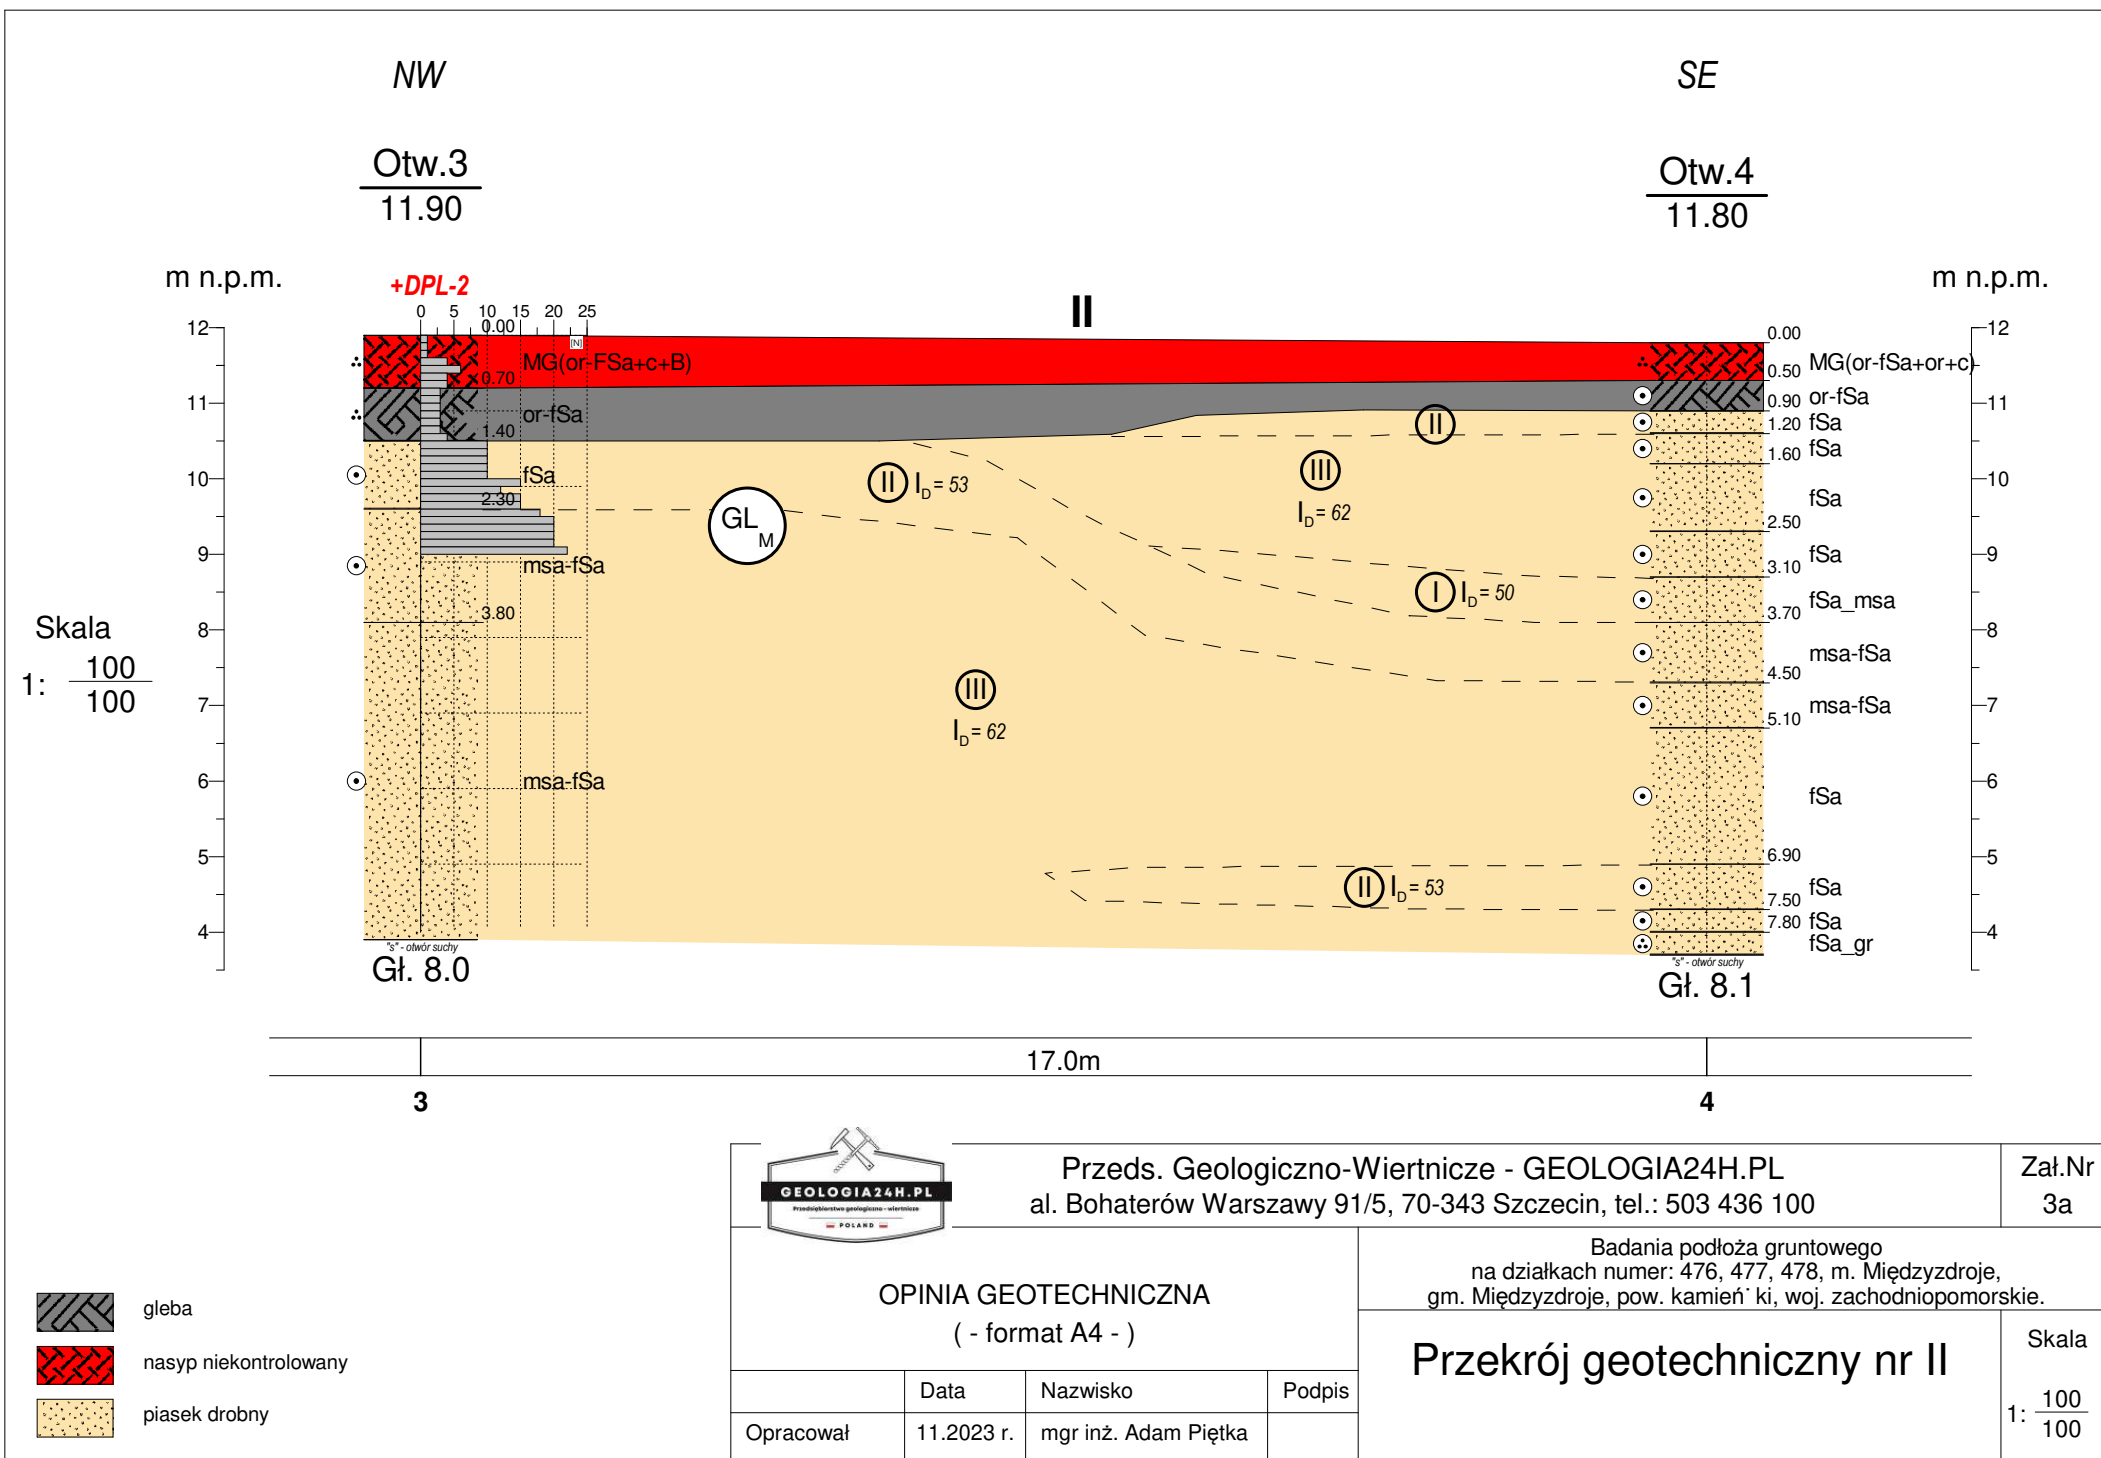 NW
SE
Otw.3
11.90
Otw.4
11.80
m n.p.m.
+DPL-2
m n.p.m.
II
0 5 10 15 20 25
[N]
12
11
10
9
8
7
6
5
4
0.00
MG(or-FSa+c+B)
0.70
or-fSa
1.40
fSa
2.30
msa-fSa
3.80
msa-fSa
"s" - otwór suchy
Gł. 8.0
II
II I_D = 53
III
I_D = 62
GL_M
I I_D = 50
III
I_D = 62
II I_D = 53
0.00
MG(or-fSa+or+c)
0.50
or-fSa
0.90
fSa
1.20
fSa
1.60
fSa
2.50
fSa
3.10
fSa_msa
3.70
msa-fSa
4.50
msa-fSa
5.10
fSa
6.90
fSa
7.50
fSa
7.80
fSa_gr
"s" - otwór suchy
Gł. 8.1
12
11
10
9
8
7
6
5
4
Skala
1: 100
100
17.0m
3
4
GEOLOGIA24H.PL
Przedsiębiorstwo geologiczno - wiertnicze
POLAND
Przeds. Geologiczno-Wiertnicze - GEOLOGIA24H.PL
al. Bohaterów Warszawy 91/5, 70-343 Szczecin, tel.: 503 436 100
Zał.Nr
3a
OPINIA GEOTECHNICZNA
( - format A4 - )
Badania podłoża gruntowego
na działkach numer: 476, 477, 478, m. Międzyzdroje,
gm. Międzyzdroje, pow. kamień˙ki, woj. zachodniopomorskie.
Przekrój geotechniczny nr II
Skala
1: 100
100
Data Nazwisko Podpis
Opracował 11.2023 r. mgr inż. Adam Piętka
gleba
nasyp niekontrolowany
piasek drobny